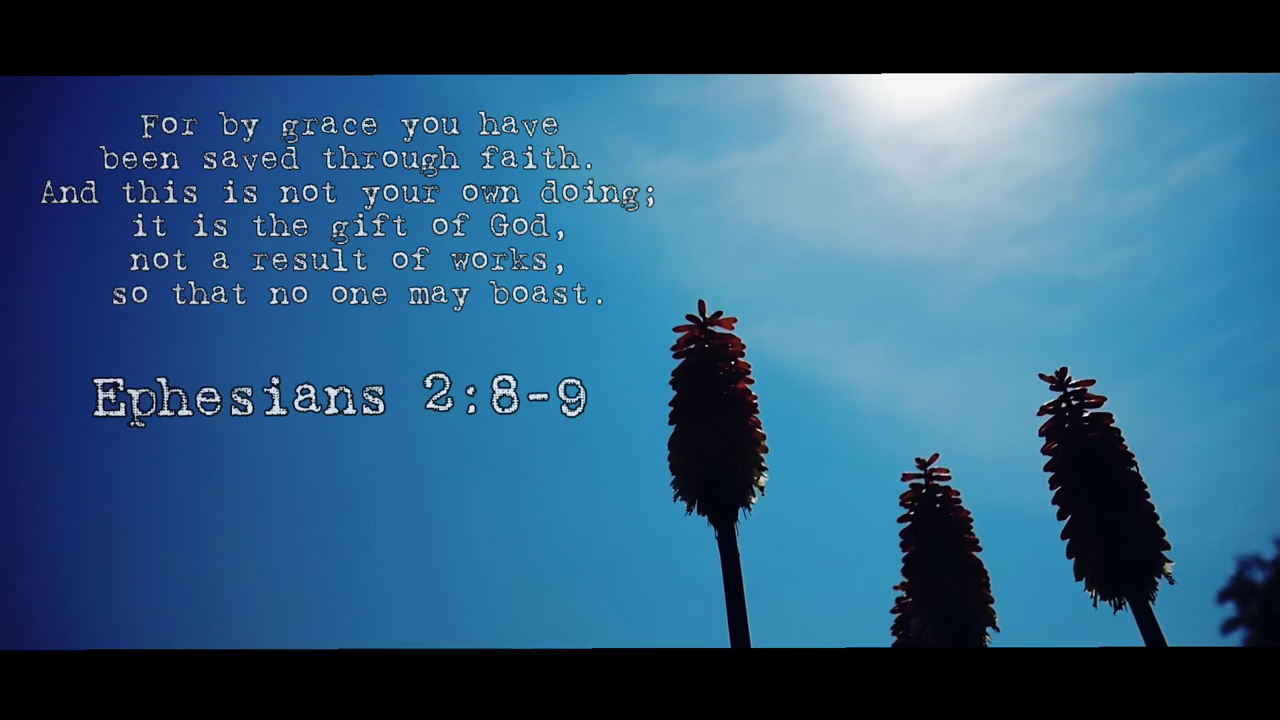 For by grace you have
been saved through faith.
And this is not your own doing;
it is the gift of God,
not a result of works,
so that no one may boast.
Ephesians 2:8-9